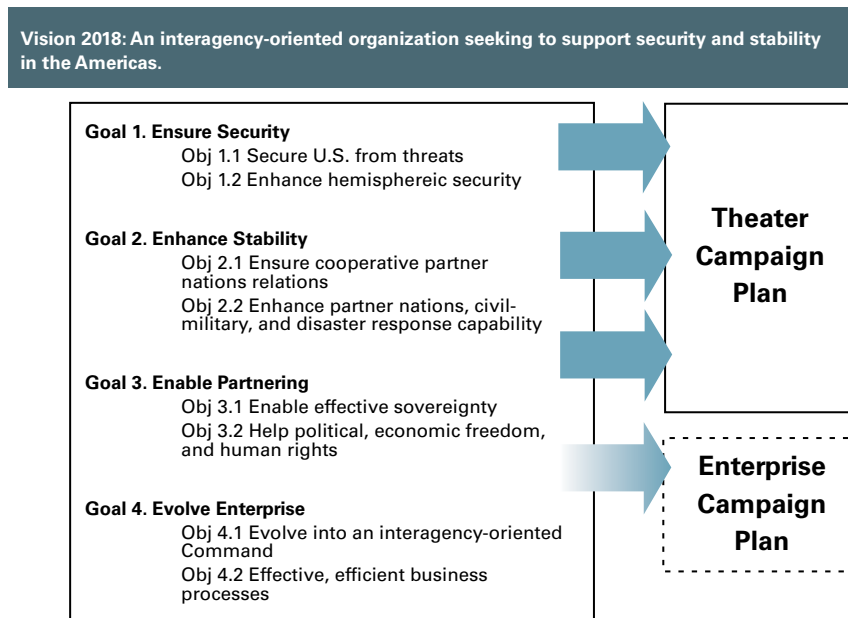 Vision 2018: An interagency-oriented organization seeking to support security and stability
in the Americas.
Goal 1. Ensure Security
Obj 1.1 Secure U.S. from threats
Obj 1.2 Enhance hemisphereic security
Goal 2. Enhance Stability
Obj 2.1 Ensure cooperative partner
nations relations
Obj 2.2 Enhance partner nations, civil-
military, and disaster response capability
Goal 3. Enable Partnering
Obj 3.1 Enable effective sovereignty
Obj 3.2 Help political, economic freedom,
and human rights
Goal 4. Evolve Enterprise
Obj 4.1 Evolve into an interagency-oriented
Command
Obj 4.2 Effective, efficient business
processes
Theater
Campaign
Plan
Enterprise
Campaign
Plan